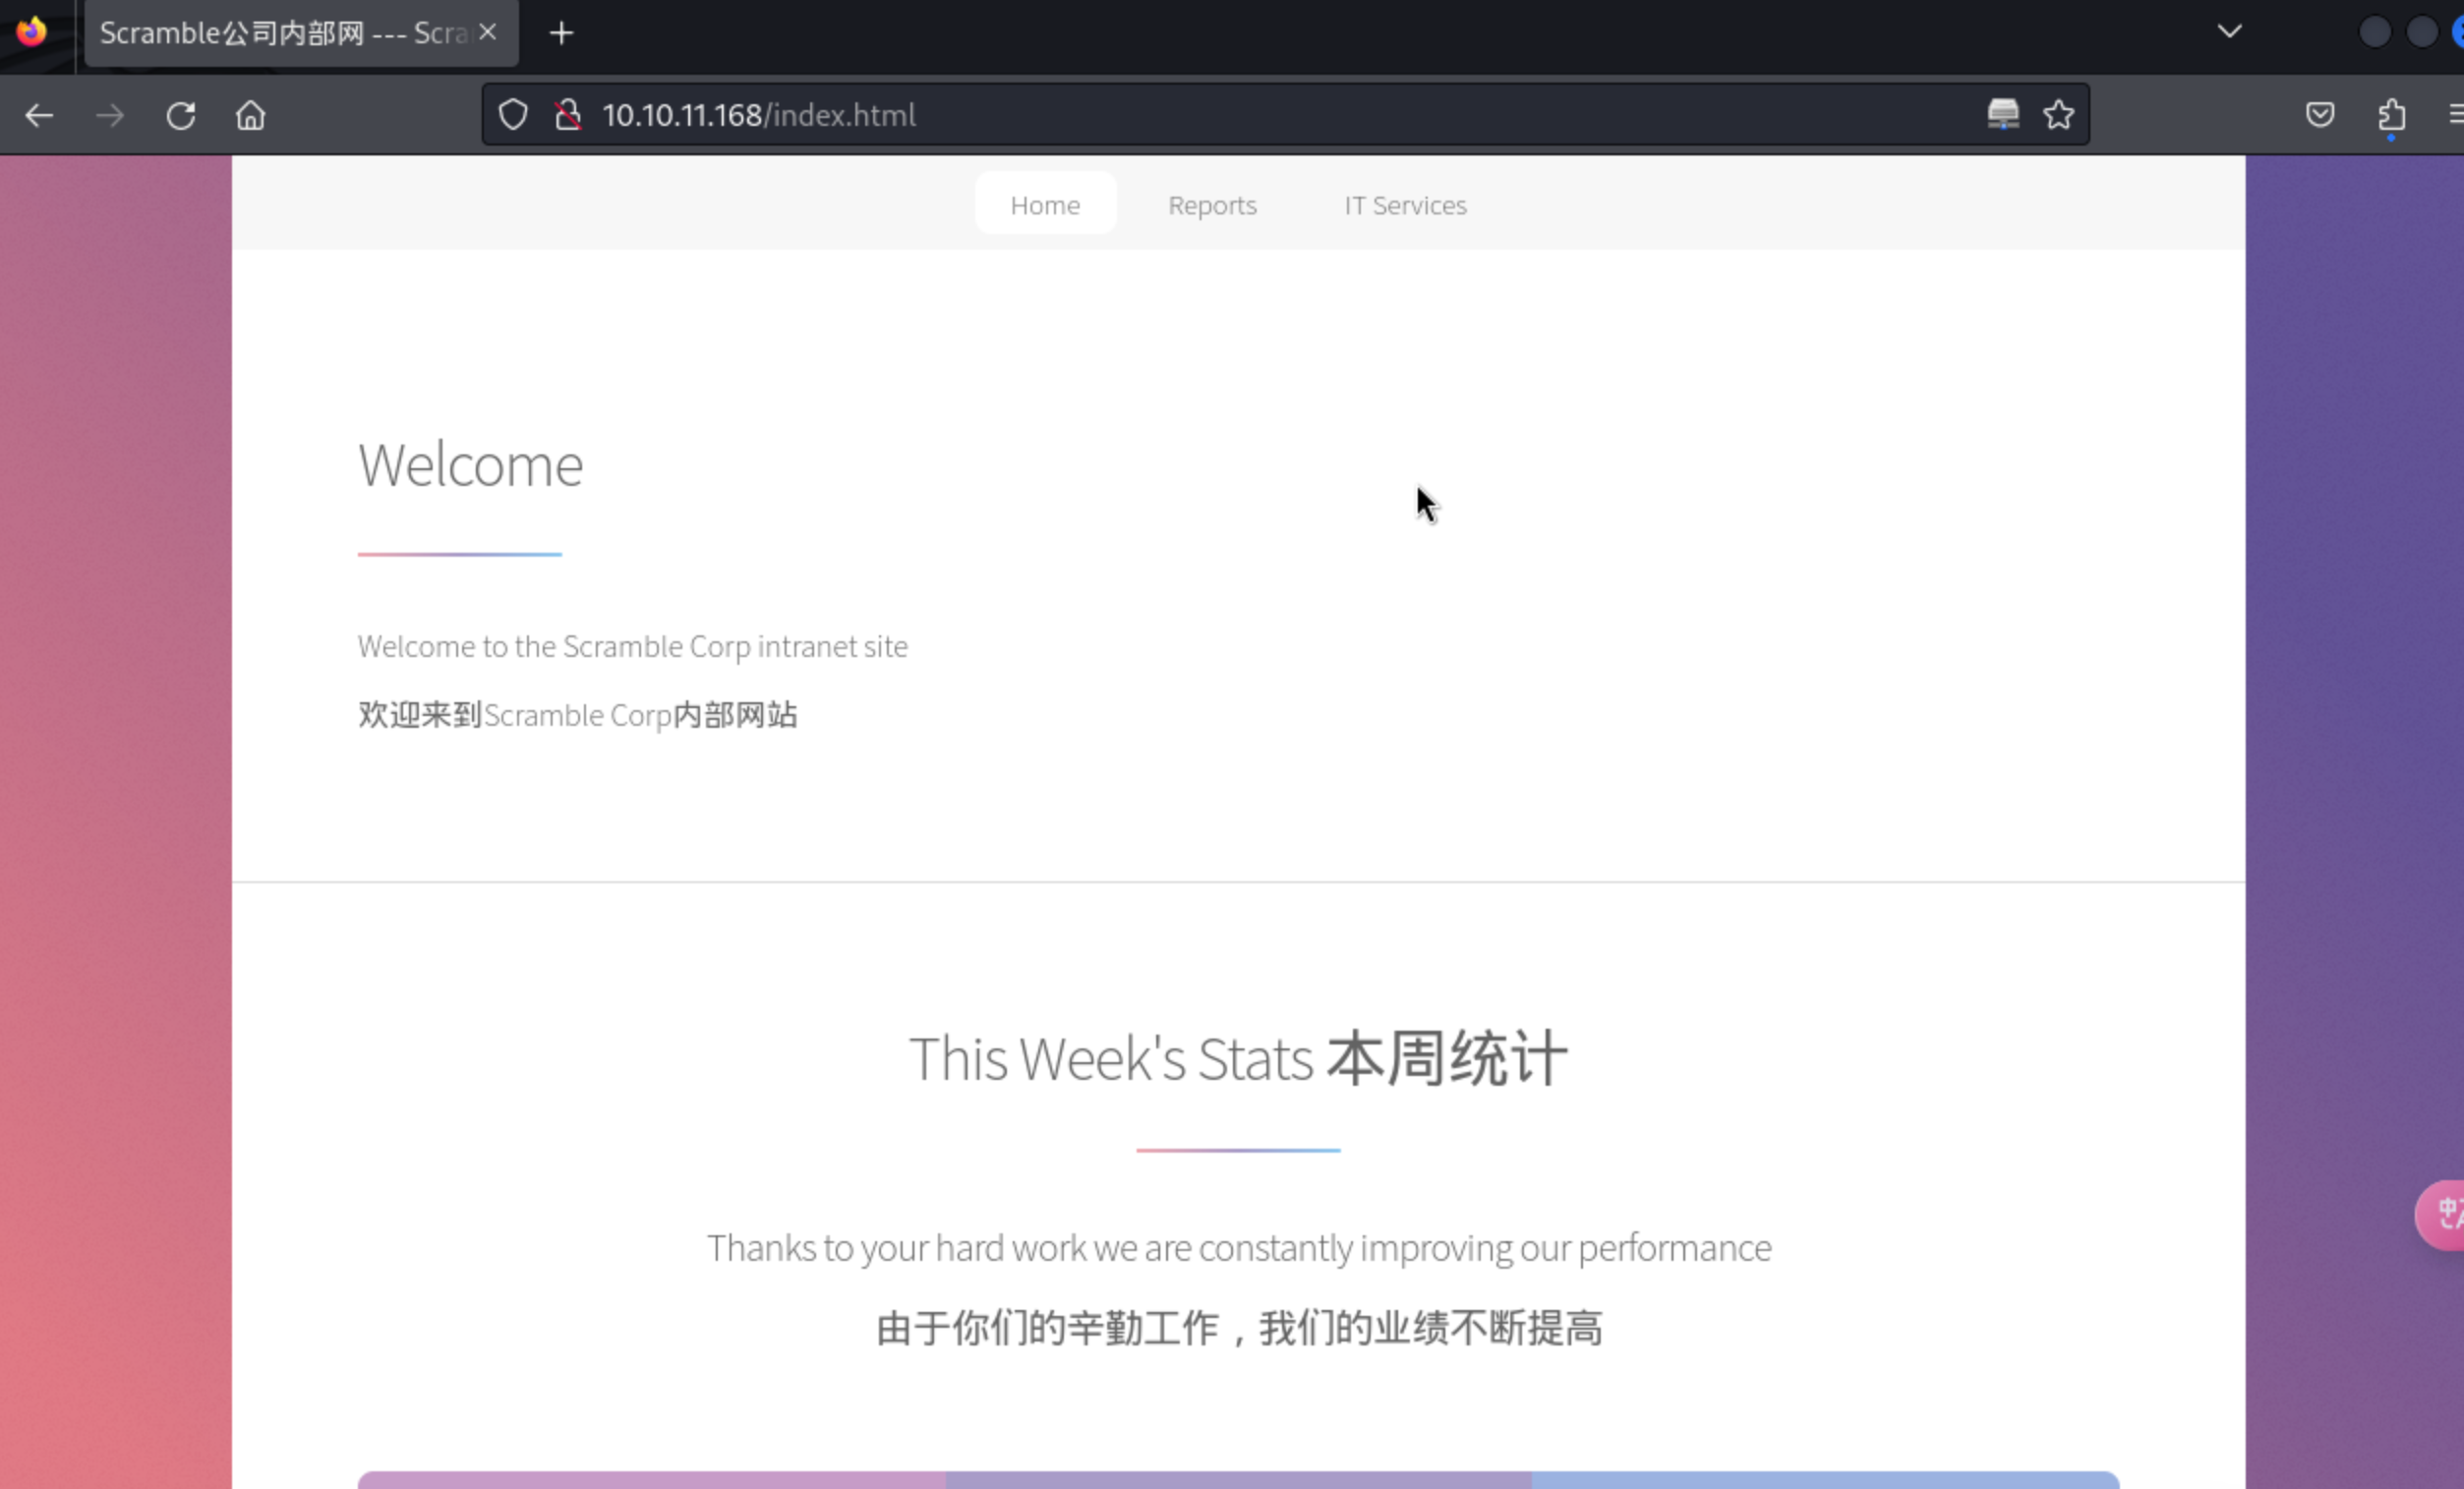 Scramble公司内部网 --- Scra
10.10.11.168/index.html
Home Reports IT Services
Welcome
Welcome to the Scramble Corp intranet site
欢迎来到Scramble Corp内部网站
This Week's Stats 本周统计
Thanks to your hard work we are constantly improving our performance
由于你们的辛勤工作，我们的业绩不断提高
中